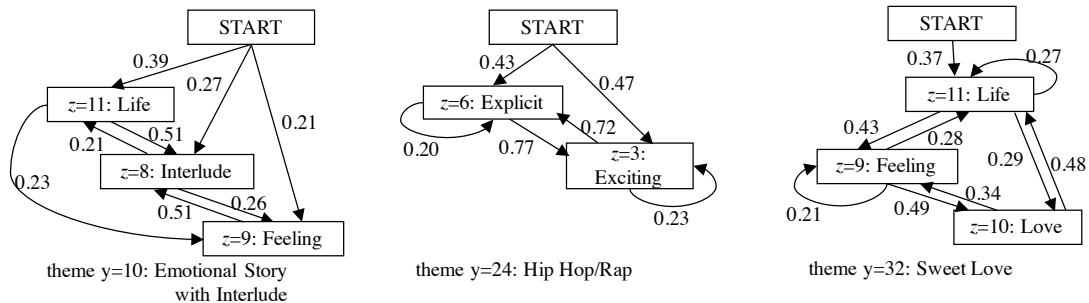 START
0.39
0.27
0.21
z=11: Life
0.51
0.21
z=8: Interlude
0.23
0.26
0.51
z=9: Feeling
theme y=10: Emotional Story
with Interlude
START
0.43
0.47
z=6: Explicit
0.72
0.20
0.77
z=3:
Exciting
0.23
theme y=24: Hip Hop/Rap
START
0.37
0.27
z=11: Life
0.43
0.28
0.29
0.48
z=9: Feeling
0.34
0.21
0.49
z=10: Love
theme y=32: Sweet Love